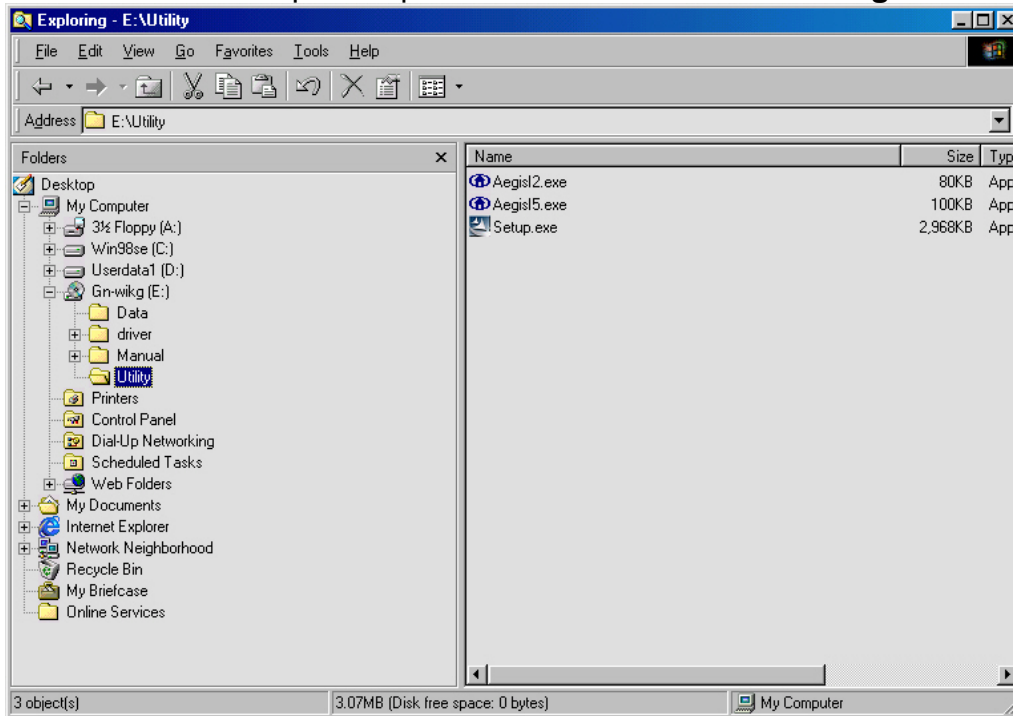 Exploring - E:\Utility
File Edit View Go Favorites Tools Help
Address E:\Utility
Folders
Name Size Typ
Desktop
My Computer
3½ Floppy (A:)
Win98se (C:)
Userdata1 (D:)
Gn-wikg (E:)
Data
driver
Manual
Utility
Printers
Control Panel
Dial-Up Networking
Scheduled Tasks
Web Folders
My Documents
Internet Explorer
Network Neighborhood
Recycle Bin
My Briefcase
Online Services
AegisI2.exe 80KB App
AegisI5.exe 100KB App
Setup.exe 2,968KB App
3 object(s) 3.07MB (Disk free space: 0 bytes) My Computer